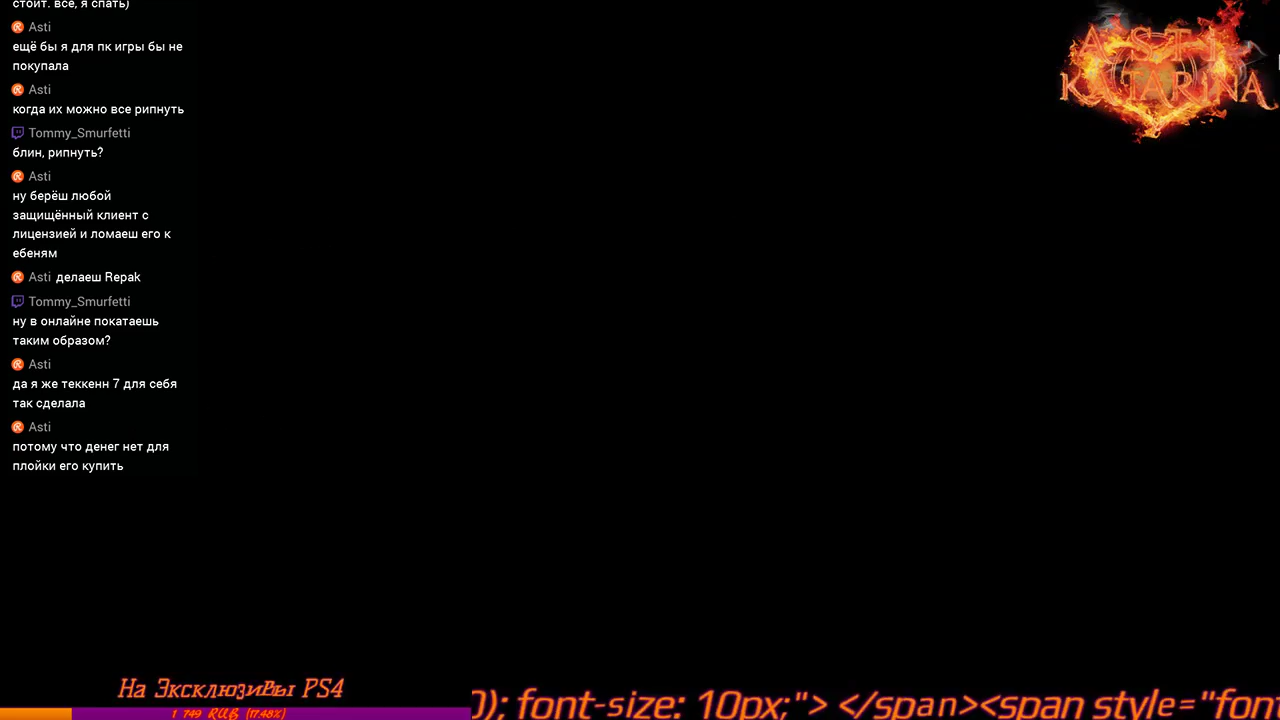 стоит. все, я спать)
Asti
ещё бы я для пк игры бы не
покупала
Asti
когда их можно все рипнуть
Tommy_Smurfetti
блин, рипнуть?
Asti
ну берёш любой
защищённый клиент с
лицензией и ломаеш его к
ебеням
Asti делаеш Repak
Tommy_Smurfetti
ну в онлайне покатаешь
таким образом?
Asti
да я же теккенн 7 для себя
так сделала
Asti
потому что денег нет для
плойки его купить
ASTI
KATARINA
На Эксклюзивы PS4
1 749 RUB (17.48%)
0); font-size: 10px;"> </span><span style="font